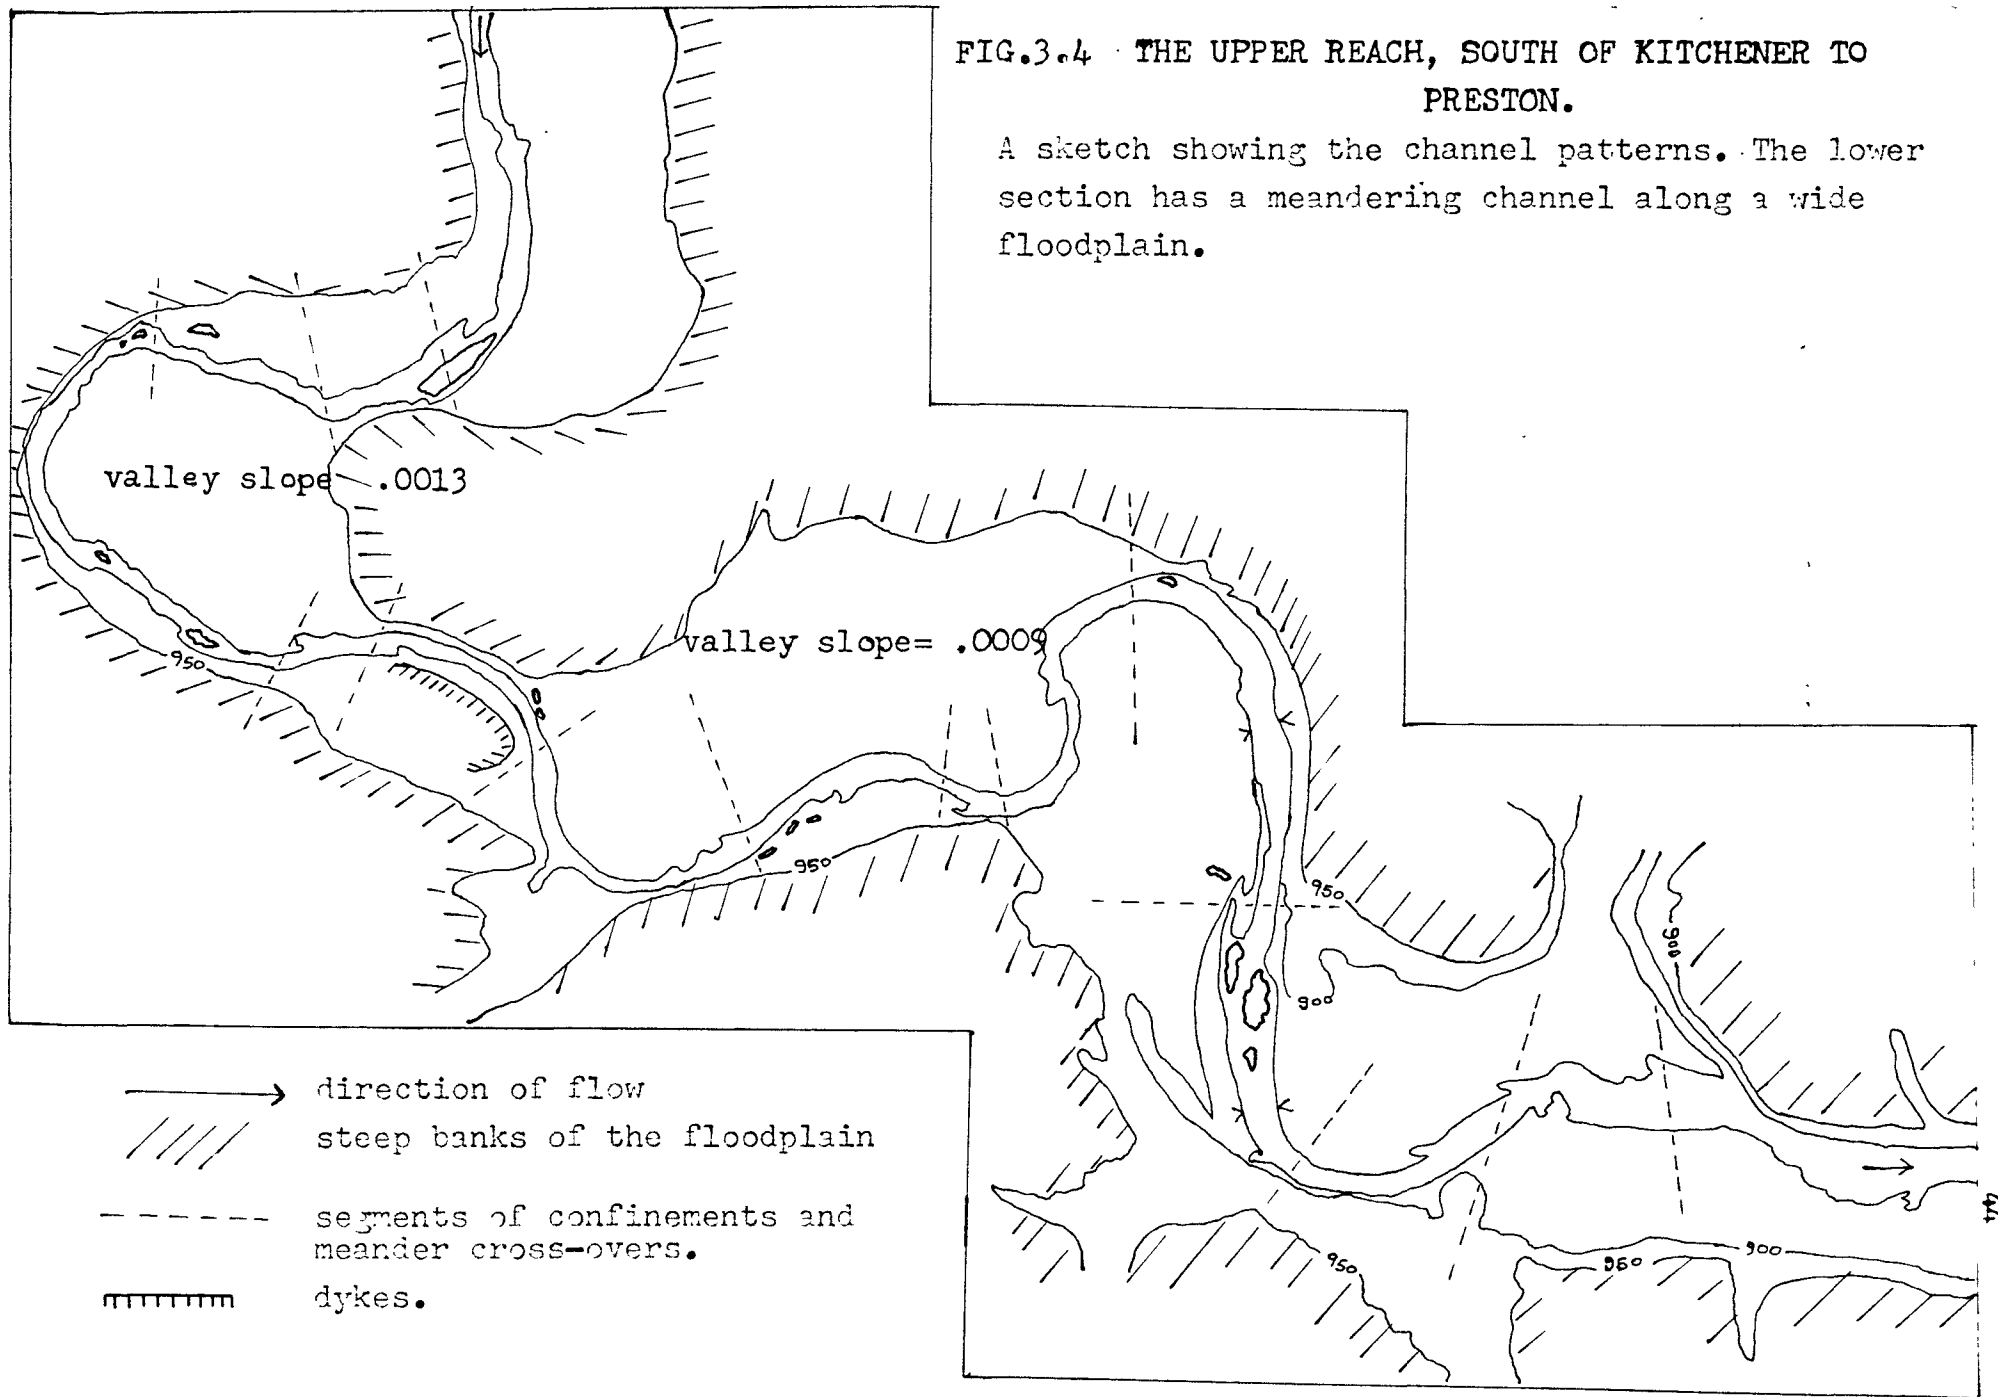 FIG.3.4 THE UPPER REACH, SOUTH OF KITCHENER TO
PRESTON.
A sketch showing the channel patterns. The lower
section has a meandering channel along a wide
floodplain.
valley slope .0013
valley slope= .0009
950
950
950
900
900
950
950
900
44
direction of flow
steep banks of the floodplain
segments of confinements and
meander cross-overs.
dykes.